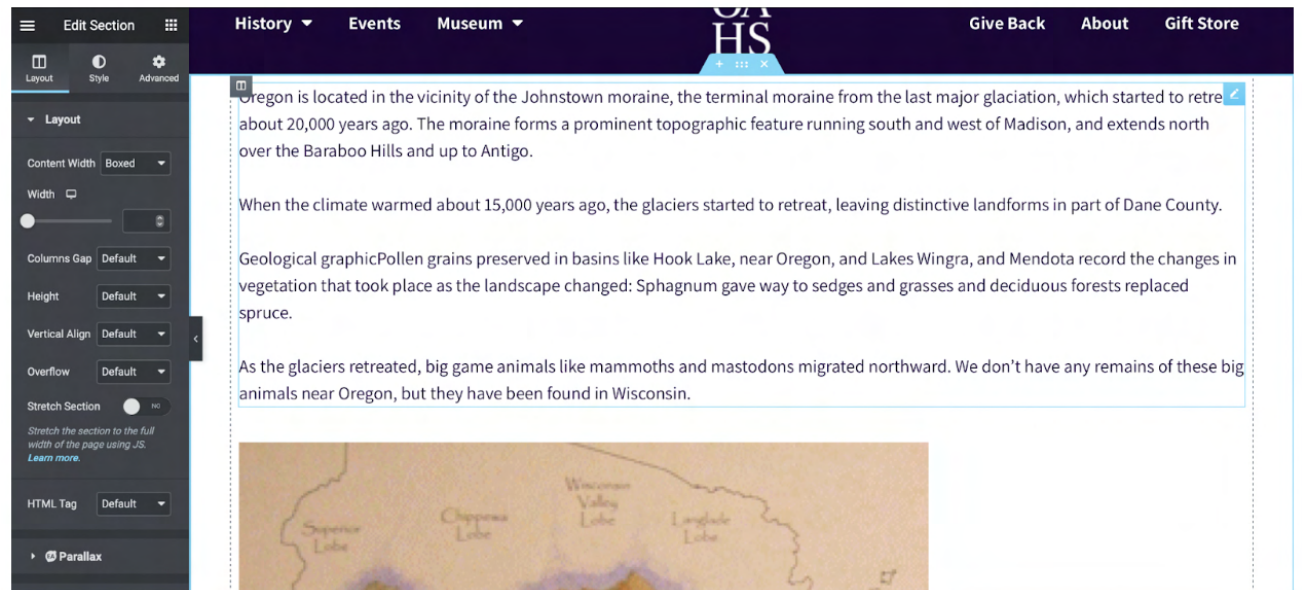 Edit Section
Layout
Style
Advanced
Layout
Content Width Boxed
Width
Columns Gap Default
Height Default
Vertical Align Default
Overflow Default
Stretch Section NO
Stretch the section to the full
width of the page using JS.
Learn more.
HTML Tag Default
Parallax
History Events Museum
HS
Give Back About Gift Store
Oregon is located in the vicinity of the Johnstown moraine, the terminal moraine from the last major glaciation, which started to retre
about 20,000 years ago. The moraine forms a prominent topographic feature running south and west of Madison, and extends north
over the Baraboo Hills and up to Antigo.
When the climate warmed about 15,000 years ago, the glaciers started to retreat, leaving distinctive landforms in part of Dane County.
Geological graphicPollen grains preserved in basins like Hook Lake, near Oregon, and Lakes Wingra, and Mendota record the changes in
vegetation that took place as the landscape changed: Sphagnum gave way to sedges and grasses and deciduous forests replaced
spruce.
As the glaciers retreated, big game animals like mammoths and mastodons migrated northward. We don't have any remains of these big
animals near Oregon, but they have been found in Wisconsin.
Wisconsin
Valley
Lobe
Superior
Lobe
Chippewa
Lobe
Langlade
Lobe